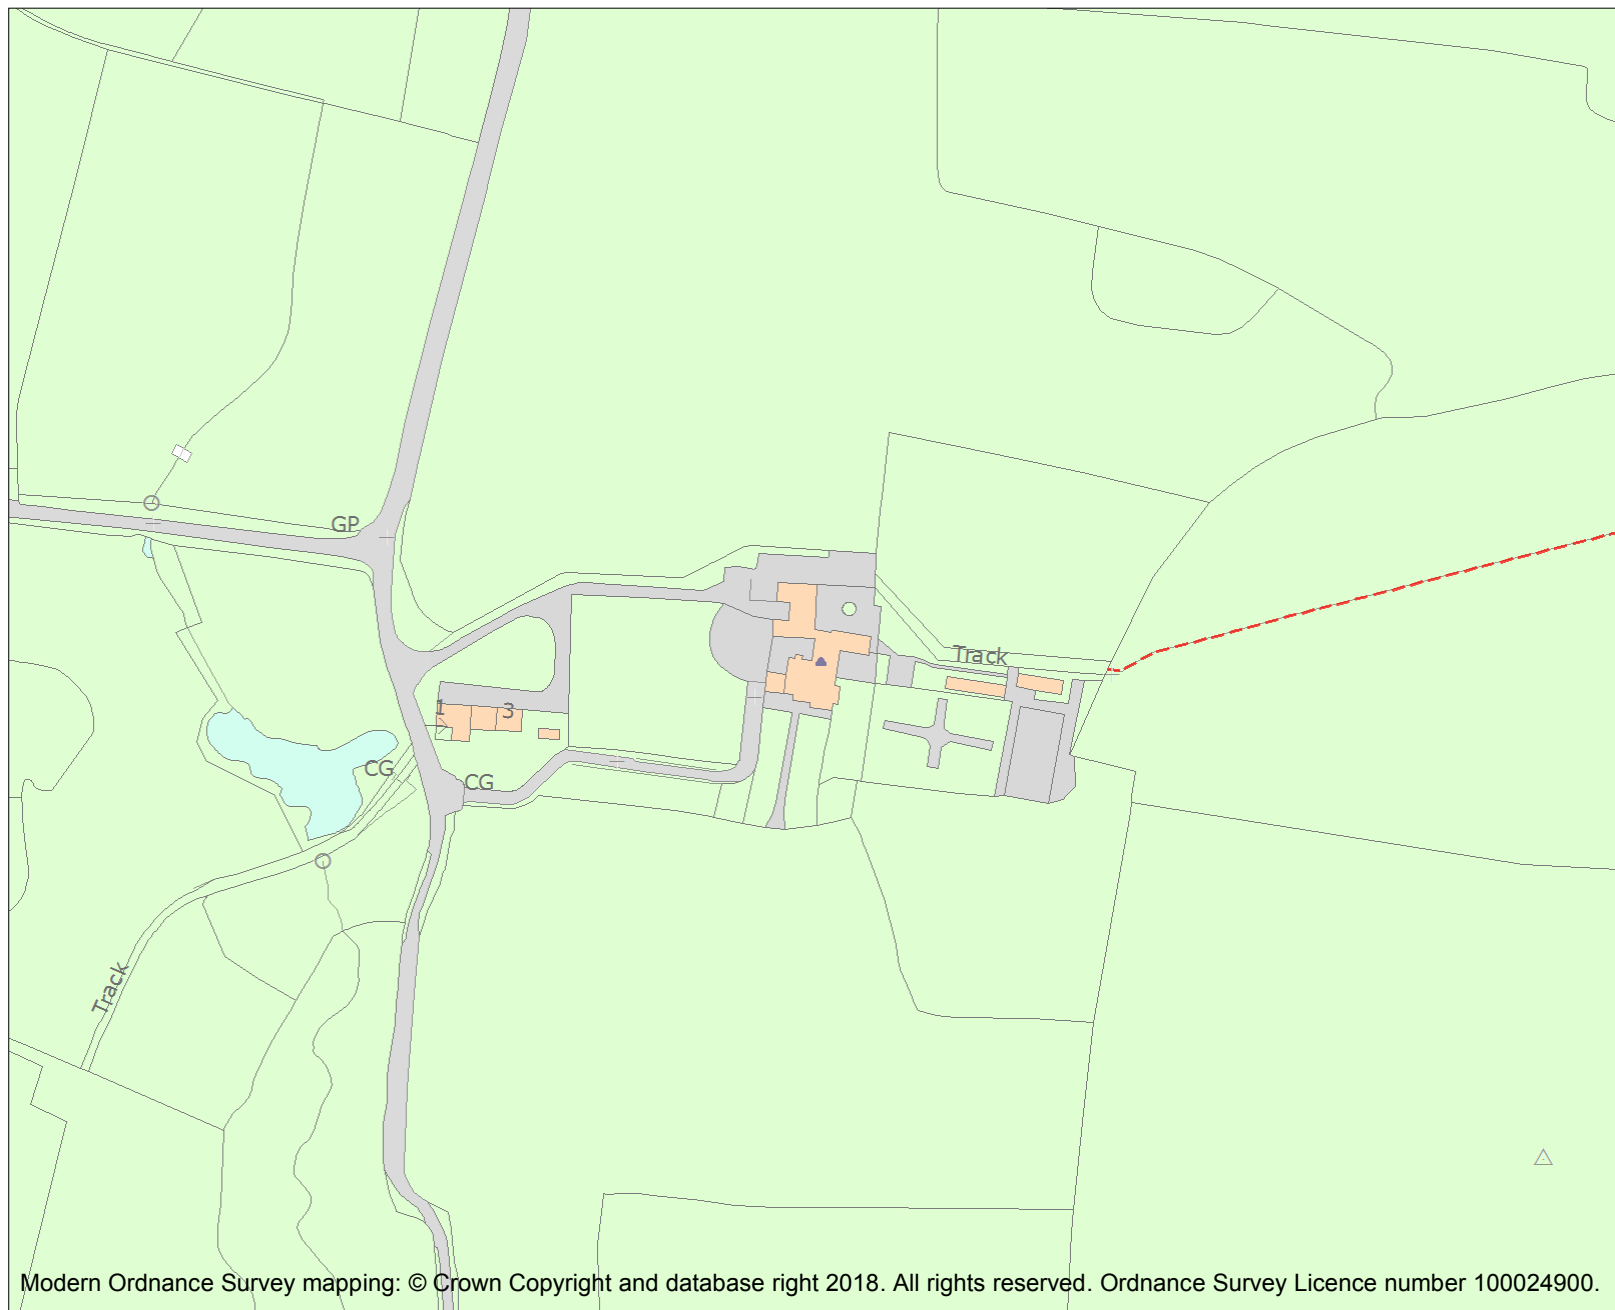 GP
Track
1
3
CG
CG
Track
Modern Ordnance Survey mapping: © Crown Copyright and database right 2018. All rights reserved. Ordnance Survey Licence number 100024900.